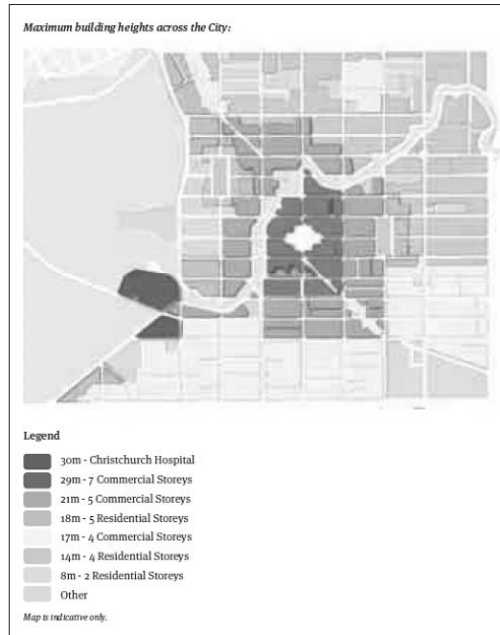 Maximum building heights across the City:
Legend
30m - Christchurch Hospital
29m - 7 Commercial Storeys
21m - 5 Commercial Storeys
18m - 5 Residential Storeys
17m - 4 Commercial Storeys
14m - 4 Residential Storeys
8m - 2 Residential Storeys
Other
Map is indicative only.